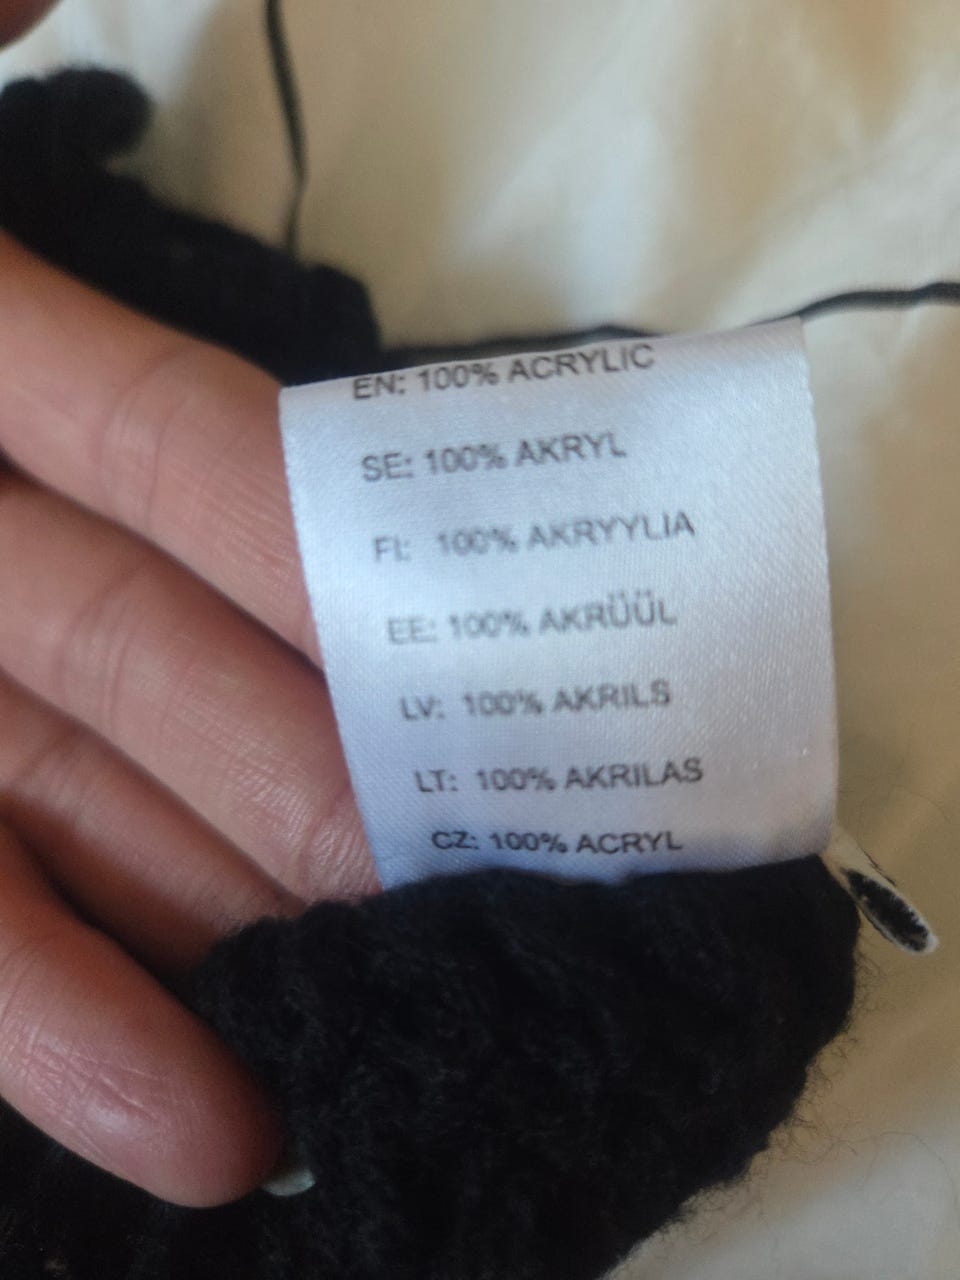 EN: 100% ACRYLIC
SE: 100% AKRYL
FI: 100% AKRYYLIA
EE: 100% AKRÜÜL
LV: 100% AKRILS
LT: 100% AKRILAS
CZ: 100% ACRYL